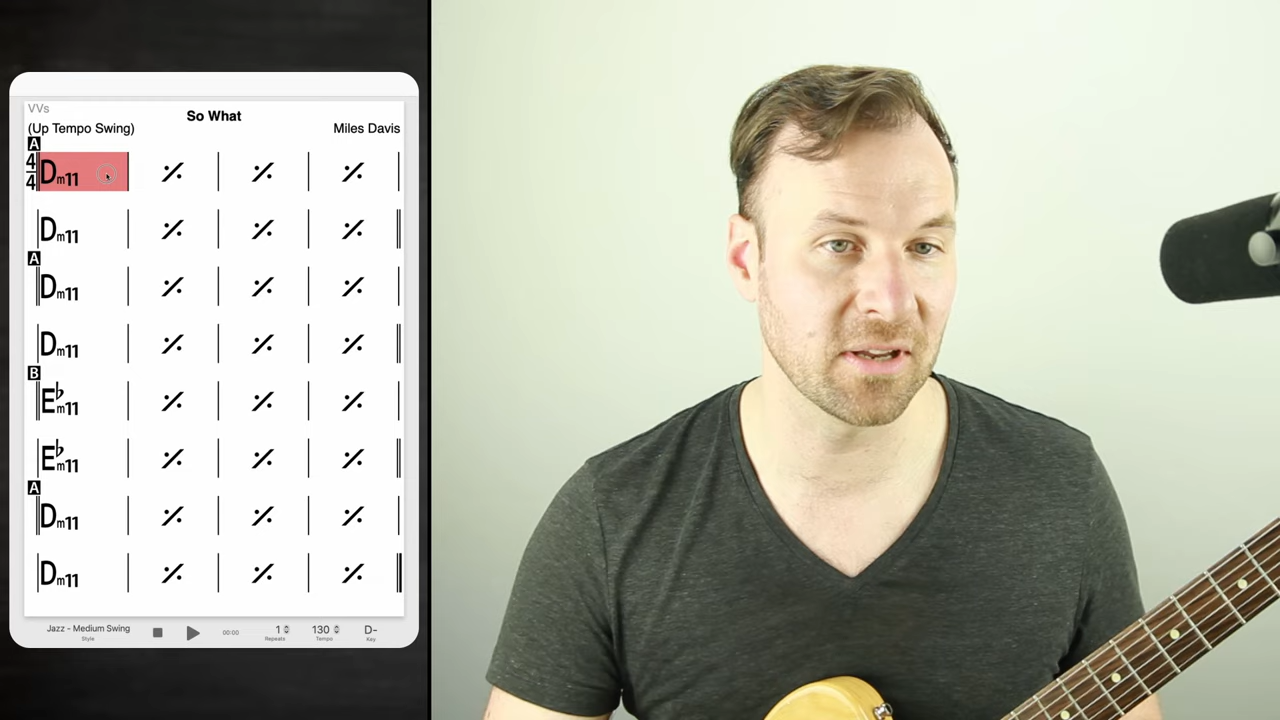 VVs
So What
(Up Tempo Swing) Miles Davis
A
4/4 Dm11
Dm11
A
Dm11
Dm11
B
E♭m11
E♭m11
A
Dm11
Dm11
Jazz - Medium Swing 00:00 1 130 D-
Style Repeats Tempo Key